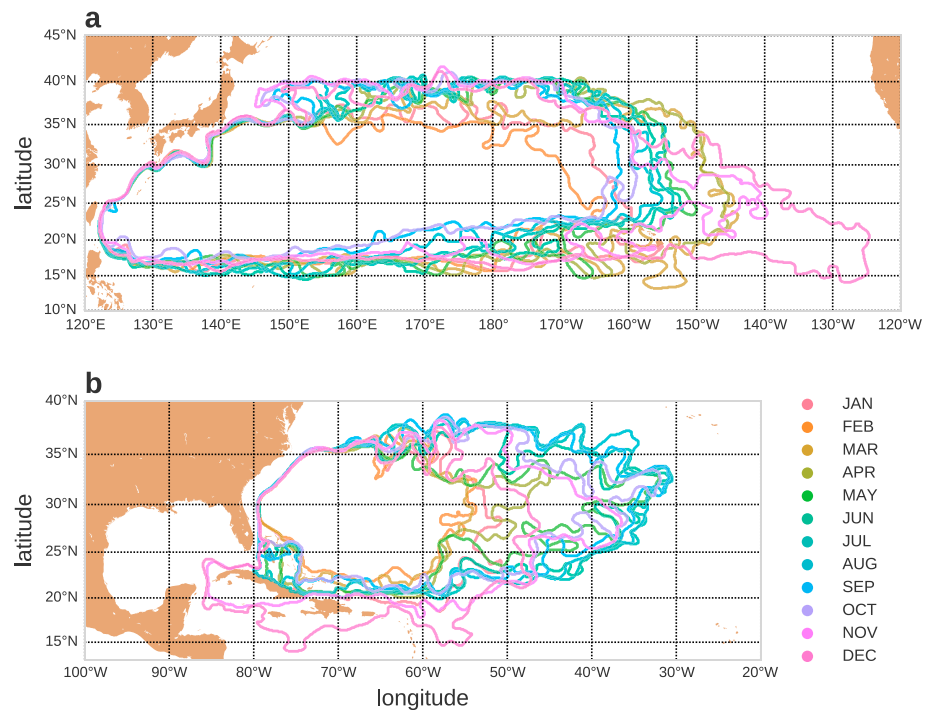 a
45°N
40°N
35°N
30°N
25°N
20°N
15°N
10°N
latitude
120°E 130°E 140°E 150°E 160°E 170°E 180° 170°W 160°W 150°W 140°W 130°W 120°W
b
40°N
35°N
30°N
25°N
20°N
15°N
latitude
100°W 90°W 80°W 70°W 60°W 50°W 40°W 30°W 20°W
longitude
JAN
FEB
MAR
APR
MAY
JUN
JUL
AUG
SEP
OCT
NOV
DEC